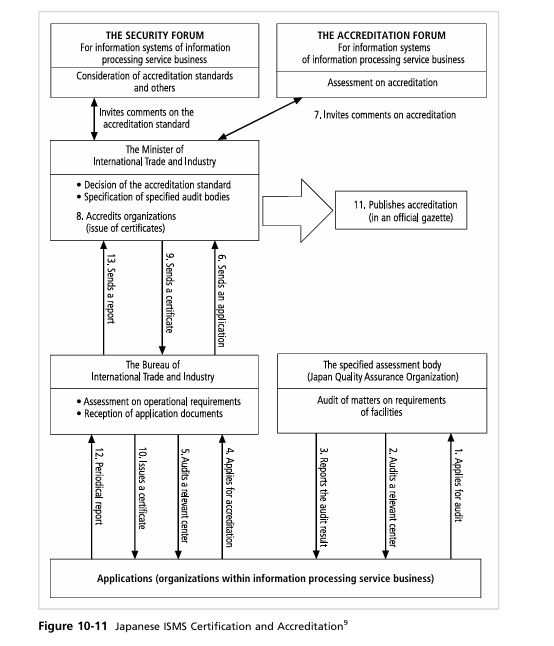 THE SECURITY FORUM
For information systems of information
processing service business
Consideration of accreditation standards
and others
THE ACCREDITATION FORUM
For information systems
of information processing service business
Assessment on accreditation
Invites comments on the
accreditation standard
7. Invites comments on accreditation
The Minister of
International Trade and Industry
• Decision of the accreditation standard
• Specification of specified audit bodies
8. Accredits organizations
(issue of certificates)
11. Publishes accreditation
(in an official gazette)
13. Sends a report
9. Sends a certificate
6. Sends an application
The Bureau of
International Trade and Industry
• Assessment on operational requirements
• Reception of application documents
The specified assessment body
(Japan Quality Assurance Organization)
Audit of matters on requirements
of facilities
12. Periodical report
10. Issues a certificate
5. Audits a relevant center
4. Applies for accreditation
3. Reports the audit result
2. Audits a relevant center
1. Applies for audit
Applications (organizations within information processing service business)
Figure 10-11 Japanese ISMS Certification and Accreditation9